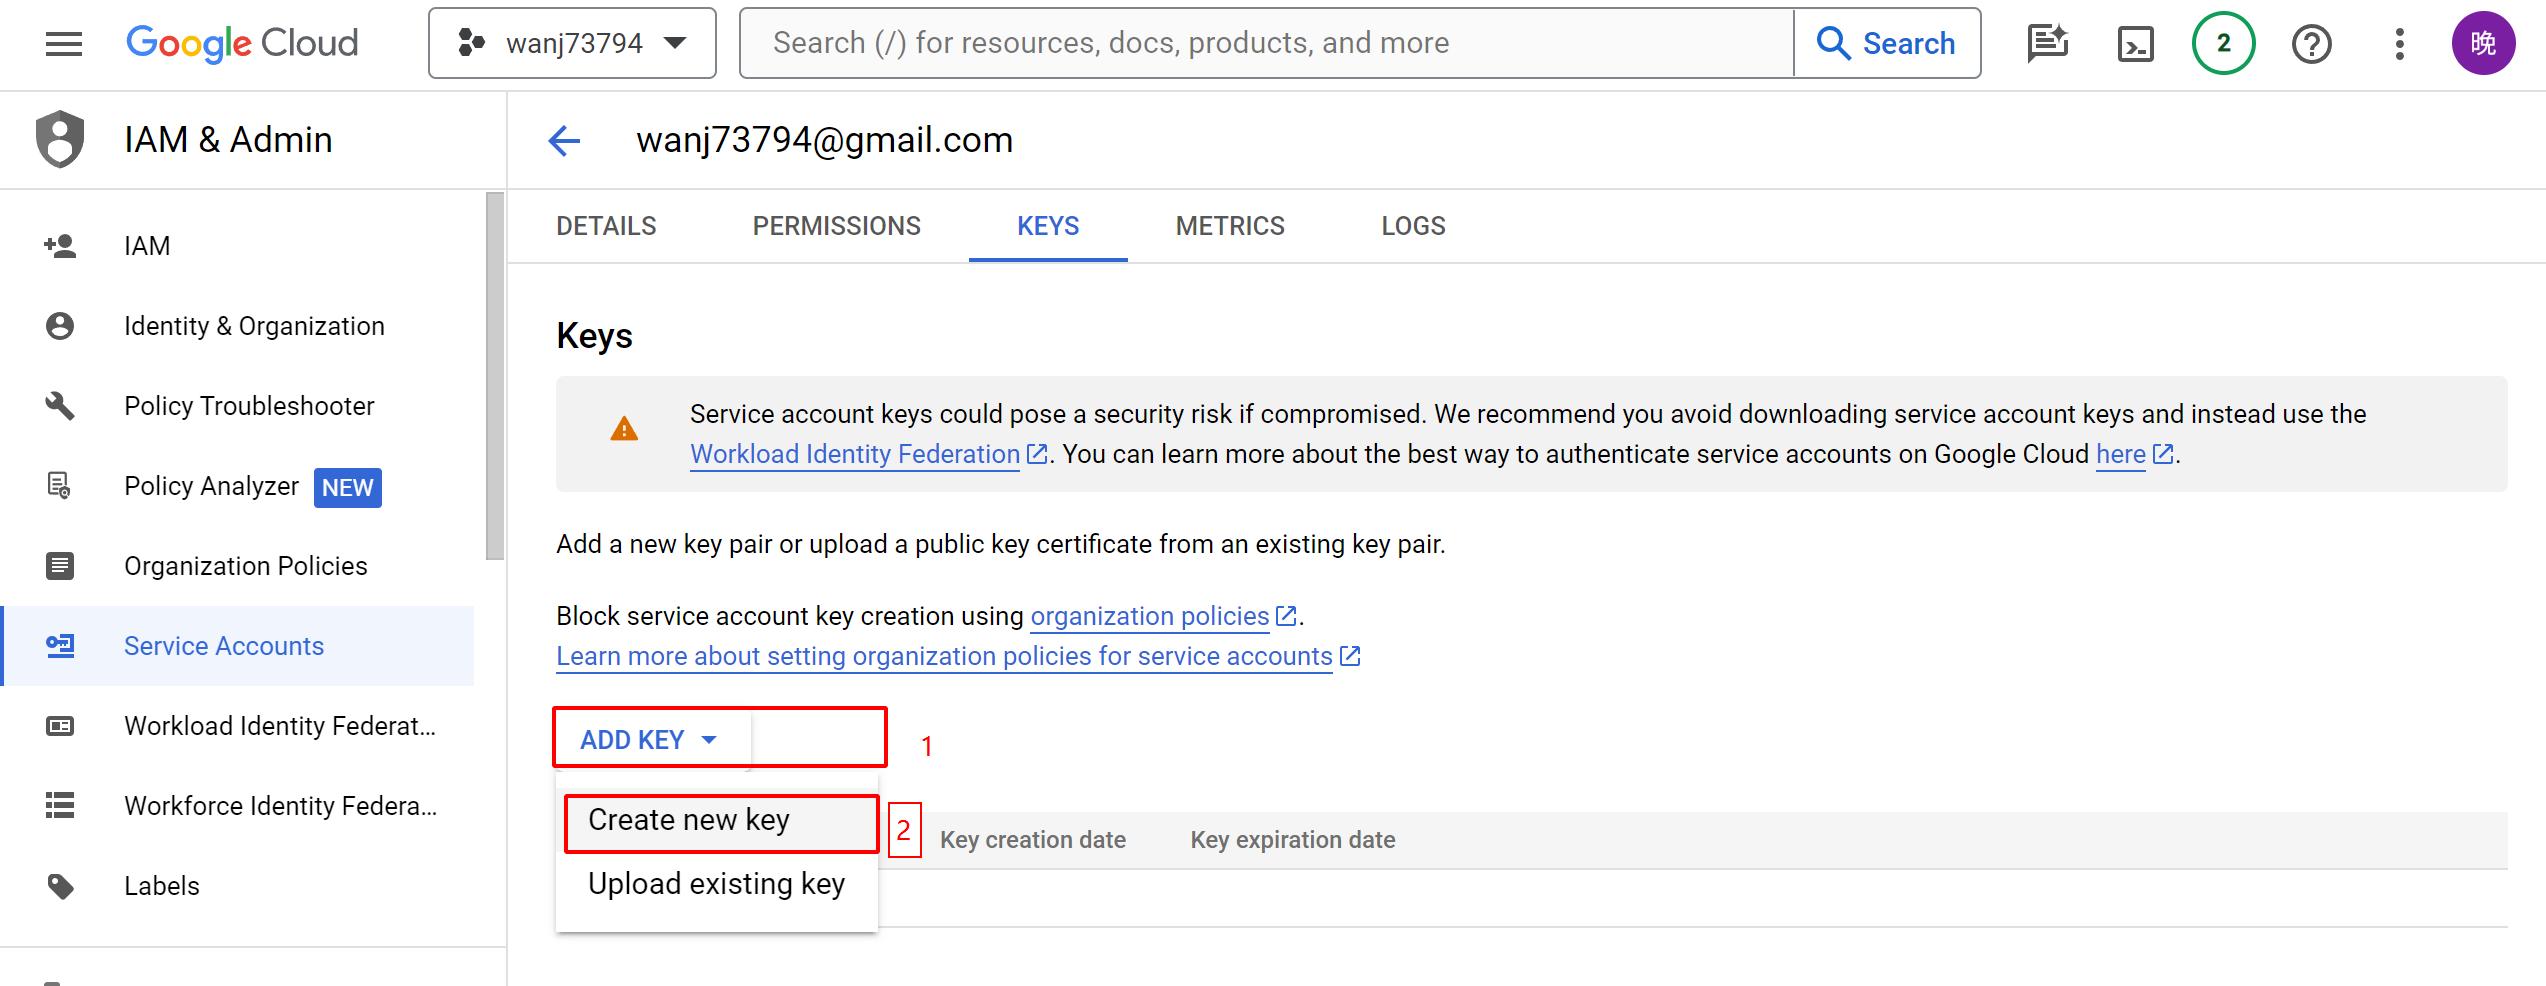 Google Cloud
wanj73794
Search (/) for resources, docs, products, and more
Search
2
晚
IAM & Admin
wanj73794@gmail.com
IAM
Identity & Organization
Policy Troubleshooter
Policy Analyzer NEW
Organization Policies
Service Accounts
Workload Identity Federat...
Workforce Identity Federa...
Labels
DETAILS PERMISSIONS KEYS METRICS LOGS
Keys
Service account keys could pose a security risk if compromised. We recommend you avoid downloading service account keys and instead use the
Workload Identity Federation. You can learn more about the best way to authenticate service accounts on Google Cloud here.
Add a new key pair or upload a public key certificate from an existing key pair.
Block service account key creation using organization policies.
Learn more about setting organization policies for service accounts
ADD KEY 1
Create new key 2
Key creation date Key expiration date
Upload existing key